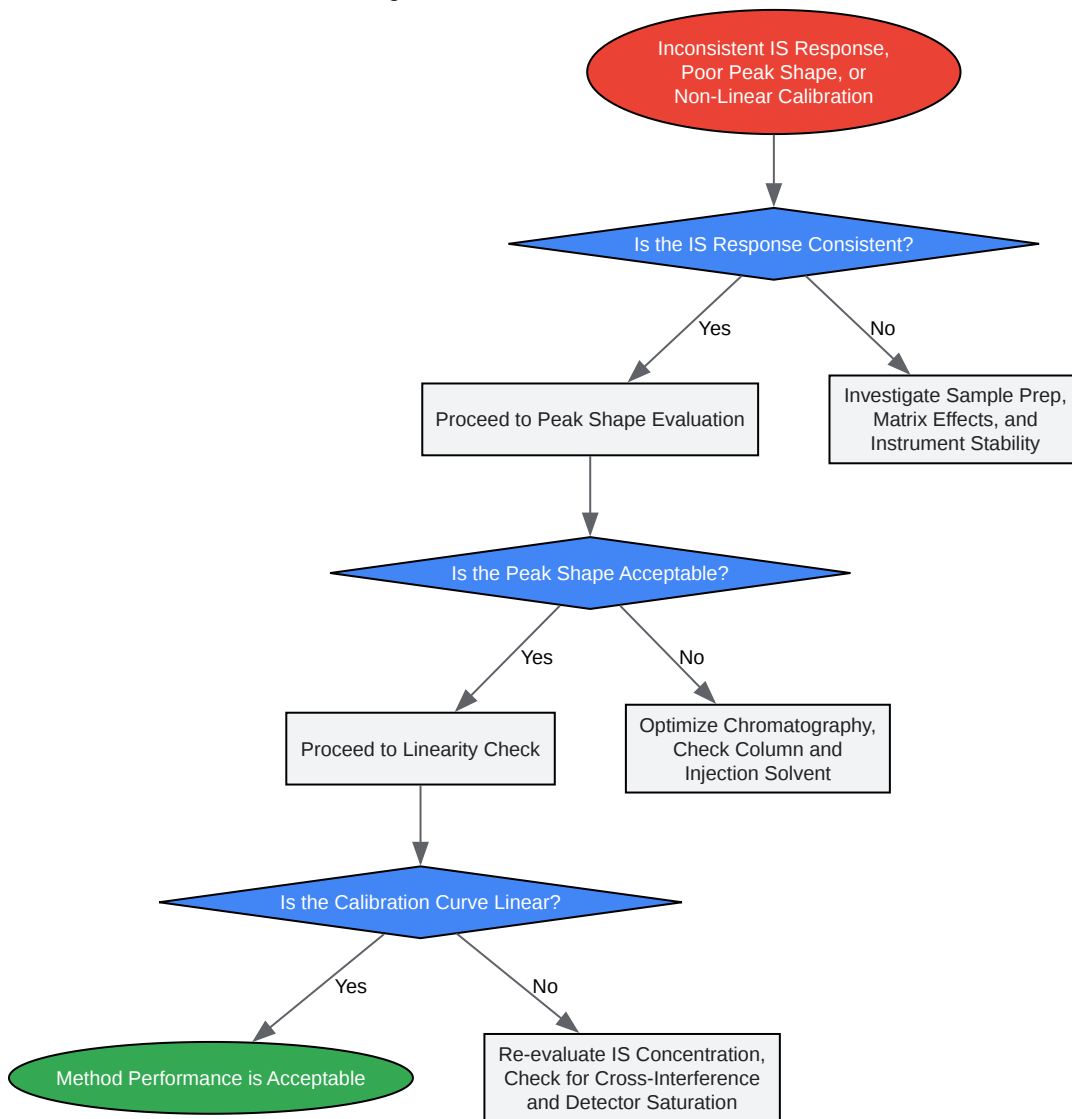 Inconsistent IS Response,
Poor Peak Shape, or
Non-Linear Calibration
Is the IS Response Consistent?
Yes
No
Proceed to Peak Shape Evaluation
Investigate Sample Prep,
Matrix Effects, and
Instrument Stability
Is the Peak Shape Acceptable?
Yes
No
Proceed to Linearity Check
Optimize Chromatography,
Check Column and
Injection Solvent
Is the Calibration Curve Linear?
Yes
No
Method Performance is Acceptable
Re-evaluate IS Concentration,
Check for Cross-Interference
and Detector Saturation